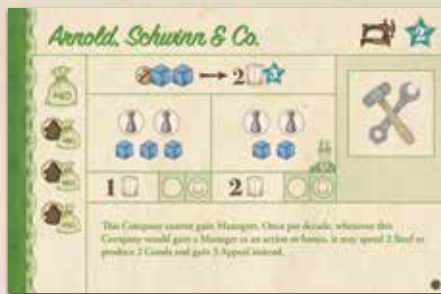 Arnold, Schwinn & Co.
2
2 3
1 2
This Company cannot gain Managers. Once per decade, whenever this
Company would gain a Manager as an action or bonus, it may spend 2 Steel to
produce 2 Goods and gain 3 Appeal instead.